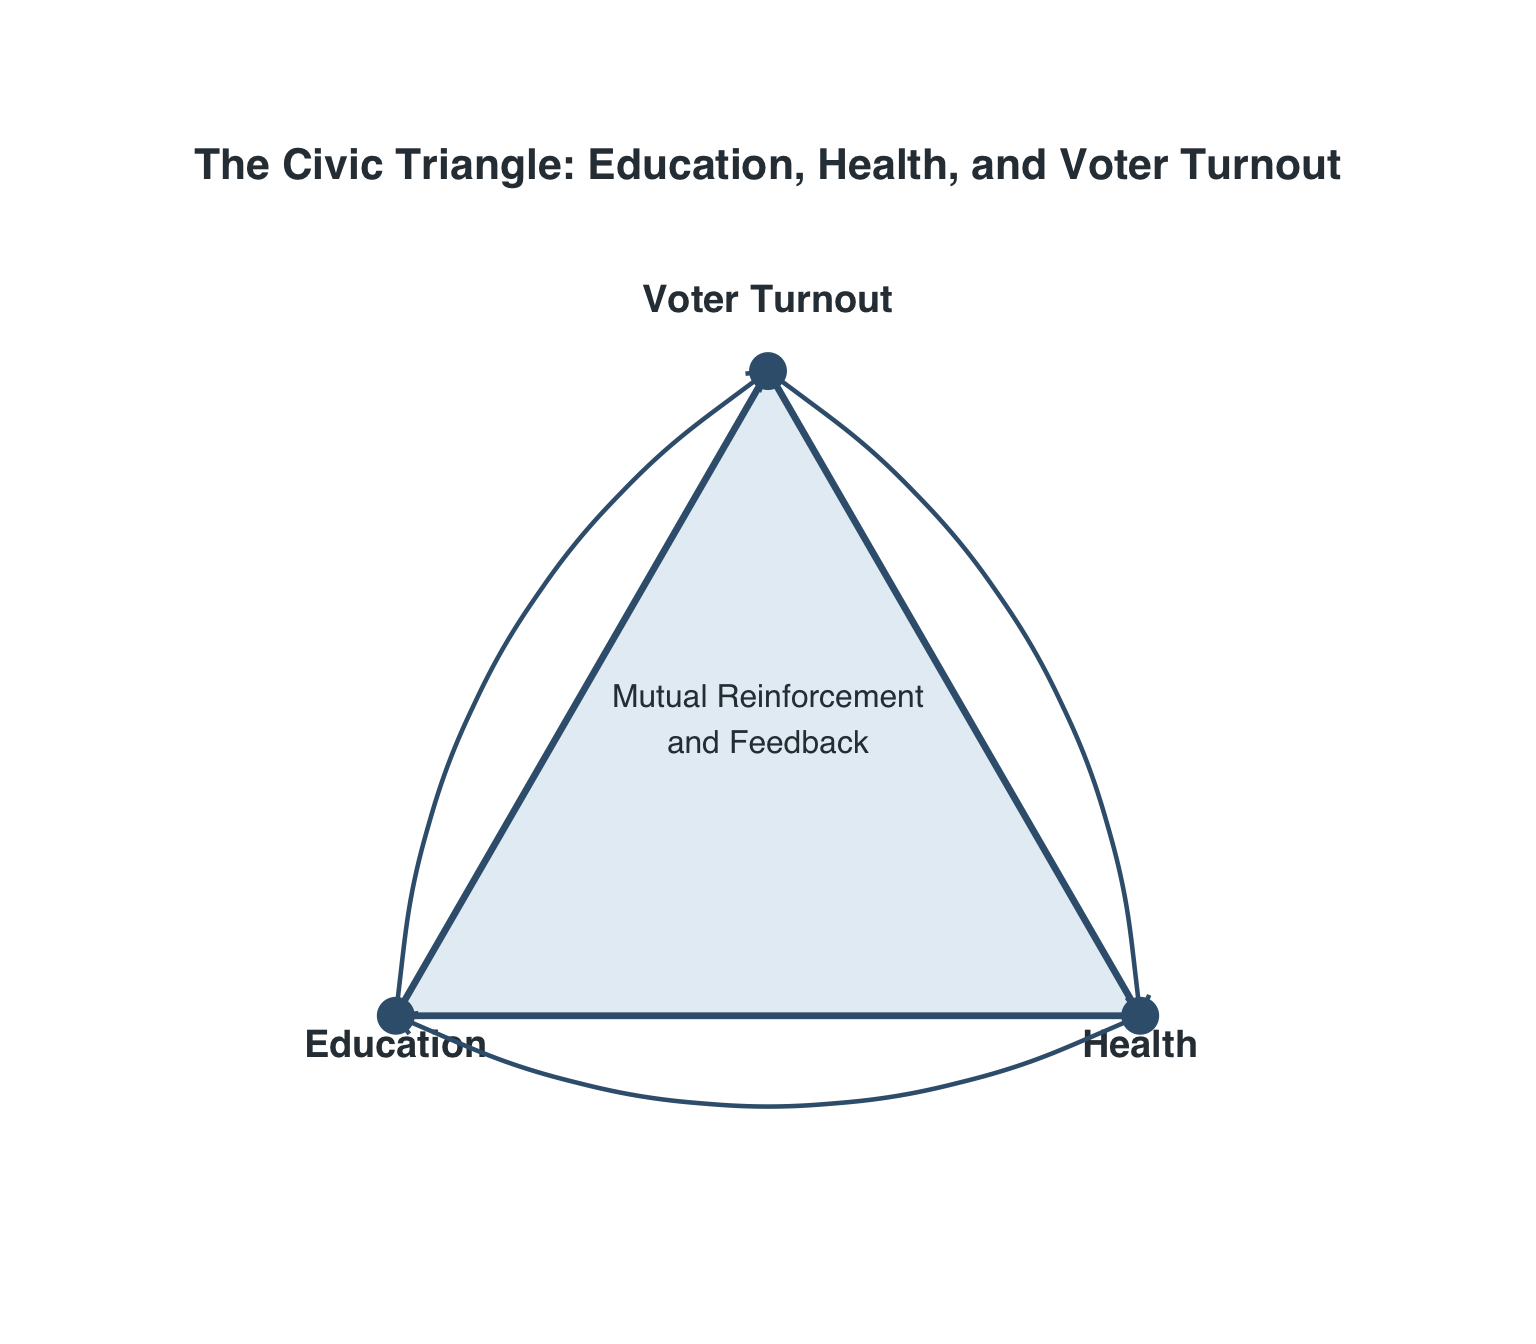 The Civic Triangle: Education, Health, and Voter Turnout
Voter Turnout
Mutual Reinforcement
and Feedback
Education
Health